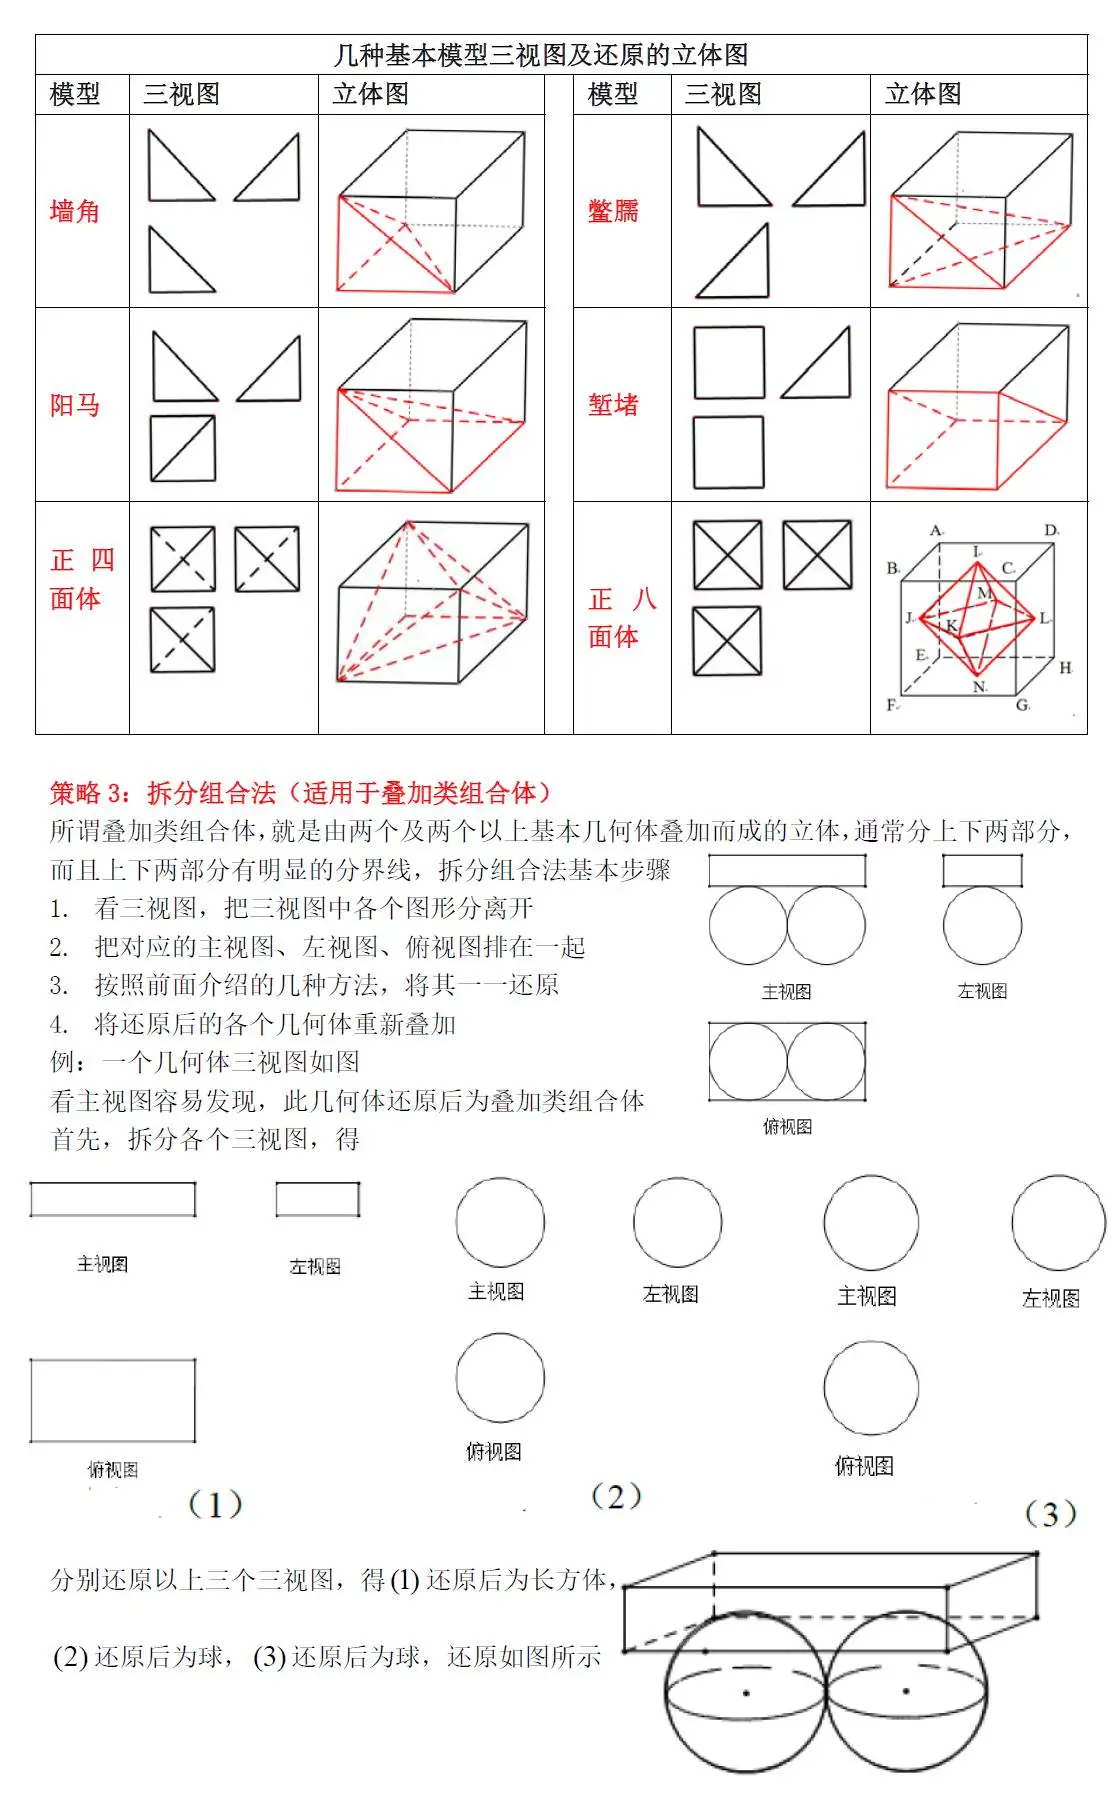 几种基本模型三视图及还原的立体图
模型 三视图 立体图 模型 三视图 立体图
墙角 鳖臑
阳马 堑堵
正四面体 正八面体
A D
I
B C
M
J K L
E H
N
F G
策略 3：拆分组合法（适用于叠加类组合体）
所谓叠加类组合体，就是由两个及两个以上基本几何体叠加而成的立体，通常分上下两部分，
而且上下两部分有明显的分界线，拆分组合法基本步骤
1. 看三视图，把三视图中各个图形分离开
2. 把对应的主视图、左视图、俯视图排在一起
3. 按照前面介绍的几种方法，将其一一还原
4. 将还原后的各个几何体重新叠加
例：一个几何体三视图如图
看主视图容易发现，此几何体还原后为叠加类组合体
首先，拆分各个三视图，得
主视图 左视图
俯视图
主视图 左视图 主视图 左视图 主视图 左视图
俯视图 俯视图 俯视图
（1） （2） （3）
分别还原以上三个三视图，得(1)还原后为长方体，
(2)还原后为球，(3)还原后为球，还原如图所示